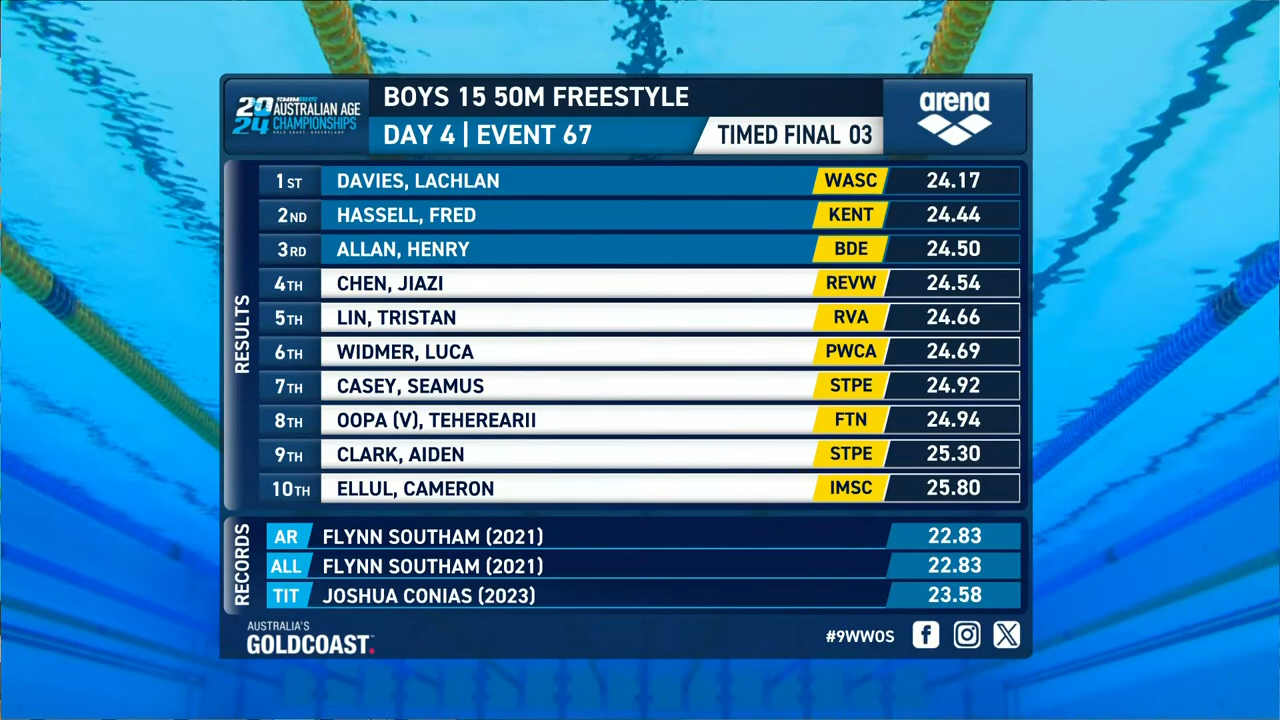 2024 SWIMAUS AUSTRALIAN AGE CHAMPIONSHIPS
GOLD COAST, QUEENSLAND
BOYS 15 50M FREESTYLE
DAY 4 | EVENT 67
TIMED FINAL 03
arena
RESULTS
1ST DAVIES, LACHLAN WASC 24.17
2ND HASSELL, FRED KENT 24.44
3RD ALLAN, HENRY BDE 24.50
4TH CHEN, JIAZI REVW 24.54
5TH LIN, TRISTAN RVA 24.66
6TH WIDMER, LUCA PWCA 24.69
7TH CASEY, SEAMUS STPE 24.92
8TH OOPA (V), TEHEREARII FTN 24.94
9TH CLARK, AIDEN STPE 25.30
10TH ELLUL, CAMERON IMSC 25.80
RECORDS
AR FLYNN SOUTHAM (2021) 22.83
ALL FLYNN SOUTHAM (2021) 22.83
TIT JOSHUA CONIAS (2023) 23.58
AUSTRALIA'S
GOLDCOAST.
#9WWOS